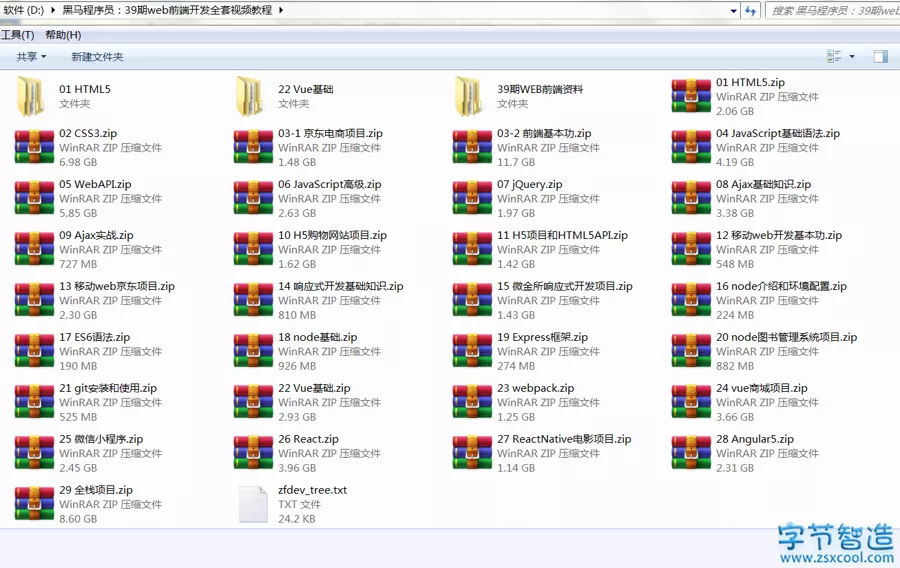 软件 (D:) ▸ 黑马程序员：39期web前端开发全套视频教程 ▸
搜索 黑马程序员：39期web
工具(T) 帮助(H)
共享 新建文件夹
01 HTML5
文件夹
22 Vue基础
文件夹
39期WEB前端资料
文件夹
01 HTML5.zip
WinRAR ZIP 压缩文件
2.06 GB
02 CSS3.zip
WinRAR ZIP 压缩文件
6.98 GB
03-1 京东电商项目.zip
WinRAR ZIP 压缩文件
1.48 GB
03-2 前端基本功.zip
WinRAR ZIP 压缩文件
11.7 GB
04 JavaScript基础语法.zip
WinRAR ZIP 压缩文件
4.19 GB
05 WebAPI.zip
WinRAR ZIP 压缩文件
5.85 GB
06 JavaScript高级.zip
WinRAR ZIP 压缩文件
2.63 GB
07 jQuery.zip
WinRAR ZIP 压缩文件
1.97 GB
08 Ajax基础知识.zip
WinRAR ZIP 压缩文件
3.38 GB
09 Ajax实战.zip
WinRAR ZIP 压缩文件
727 MB
10 H5购物网站项目.zip
WinRAR ZIP 压缩文件
1.62 GB
11 H5项目和HTML5API.zip
WinRAR ZIP 压缩文件
1.42 GB
12 移动web开发基本功.zip
WinRAR ZIP 压缩文件
548 MB
13 移动web京东项目.zip
WinRAR ZIP 压缩文件
2.30 GB
14 响应式开发基础知识.zip
WinRAR ZIP 压缩文件
810 MB
15 微金所响应式开发项目.zip
WinRAR ZIP 压缩文件
1.43 GB
16 node介绍和环境配置.zip
WinRAR ZIP 压缩文件
224 MB
17 ES6语法.zip
WinRAR ZIP 压缩文件
190 MB
18 node基础.zip
WinRAR ZIP 压缩文件
926 MB
19 Express框架.zip
WinRAR ZIP 压缩文件
274 MB
20 node图书管理系统项目.zip
WinRAR ZIP 压缩文件
882 MB
21 git安装和使用.zip
WinRAR ZIP 压缩文件
525 MB
22 Vue基础.zip
WinRAR ZIP 压缩文件
2.93 GB
23 webpack.zip
WinRAR ZIP 压缩文件
1.25 GB
24 vue商城项目.zip
WinRAR ZIP 压缩文件
3.66 GB
25 微信小程序.zip
WinRAR ZIP 压缩文件
2.45 GB
26 React.zip
WinRAR ZIP 压缩文件
3.96 GB
27 ReactNative电影项目.zip
WinRAR ZIP 压缩文件
1.14 GB
28 Angular5.zip
WinRAR ZIP 压缩文件
2.31 GB
29 全栈项目.zip
WinRAR ZIP 压缩文件
8.60 GB
zfdev_tree.txt
TXT 文件
24.2 KB
字节智造
www.zsxcool.com